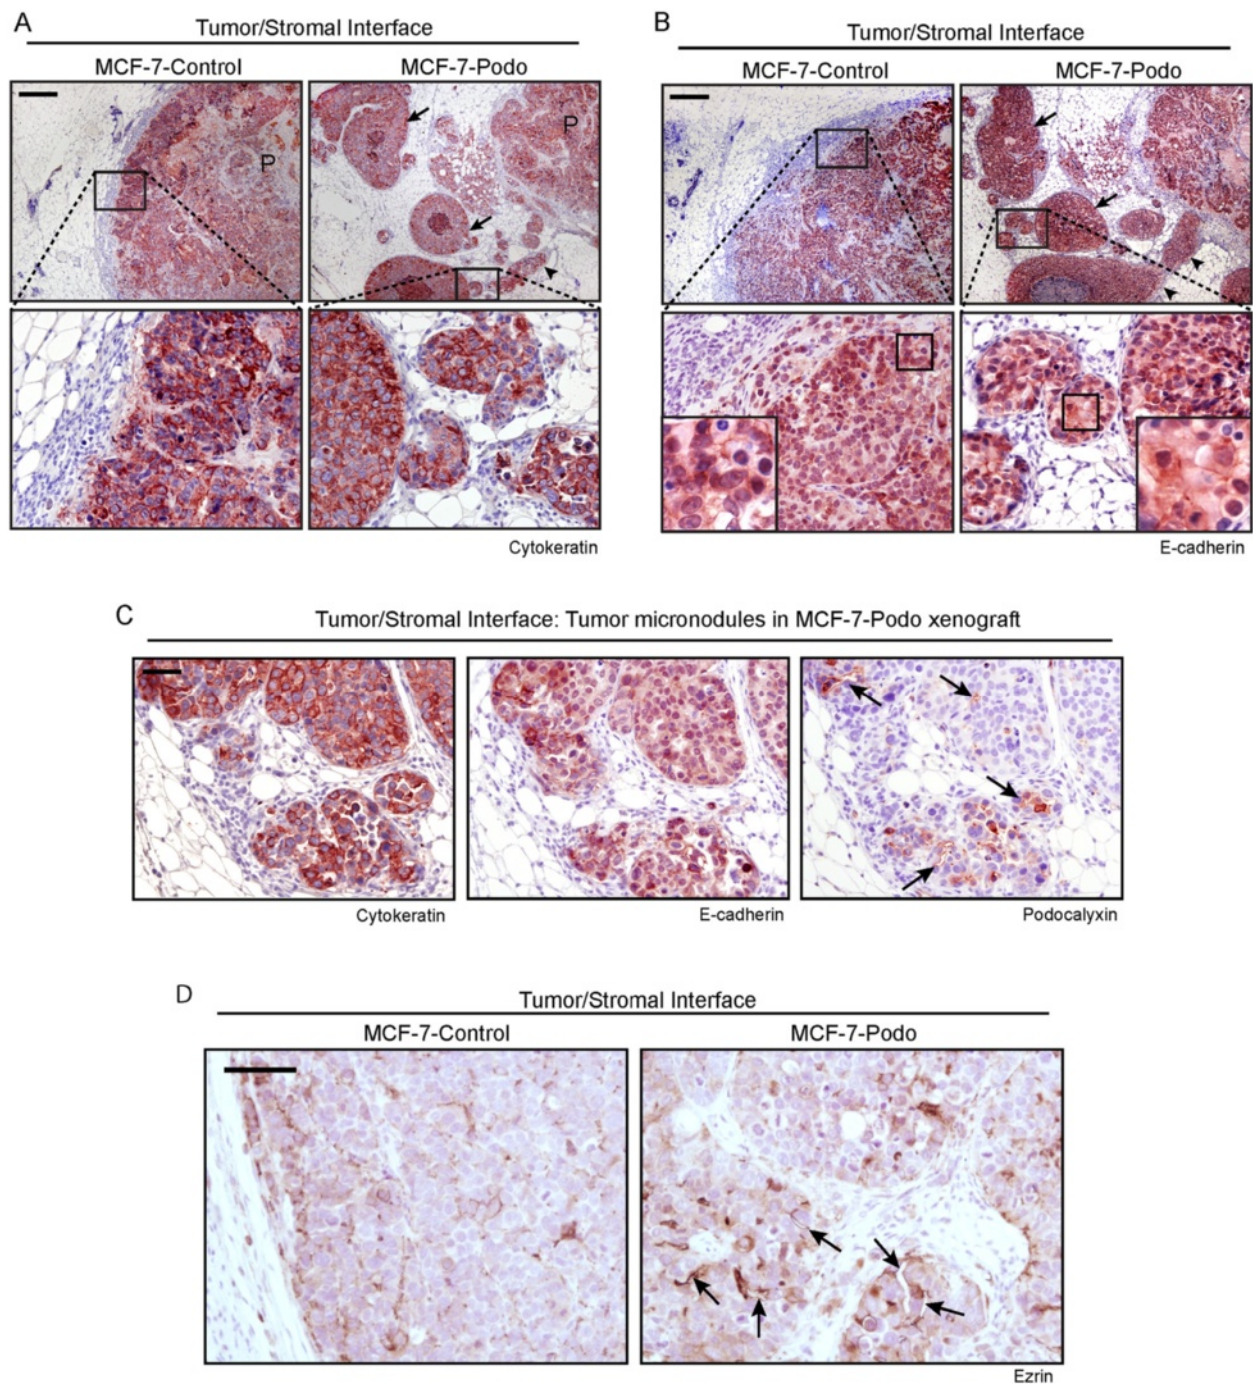 A
Tumor/Stromal Interface
MCF-7-Control
MCF-7-Podo
P
P
Cytokeratin
B
Tumor/Stromal Interface
MCF-7-Control
MCF-7-Podo
E-cadherin
C
Tumor/Stromal Interface: Tumor micronodules in MCF-7-Podo xenograft
Cytokeratin
E-cadherin
Podocalyxin
D
Tumor/Stromal Interface
MCF-7-Control
MCF-7-Podo
Ezrin